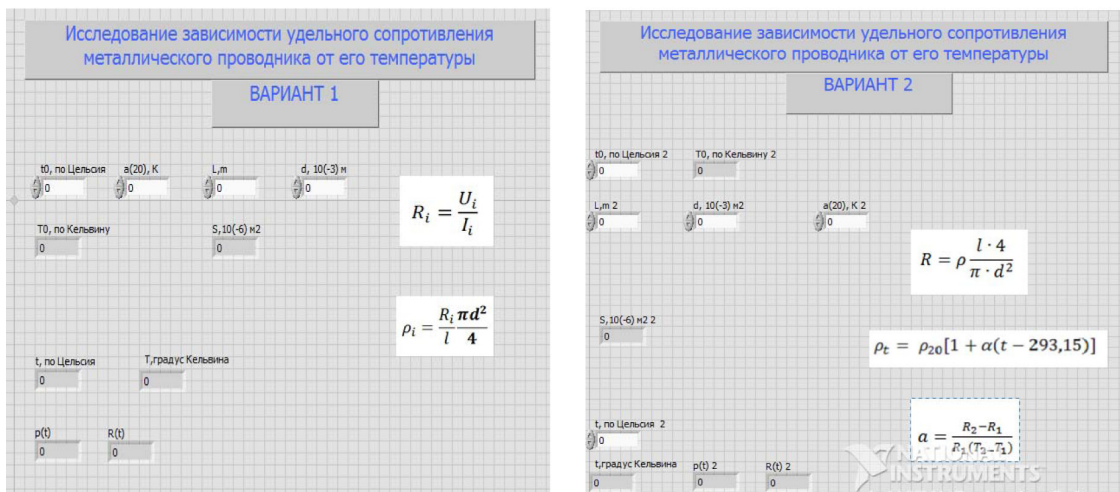 Исследование зависимости удельного сопротивления
металлического проводника от его температуры
ВАРИАНТ 1
t0, по Цельсия a(20), К L,m d, 10(-3) м
0 0 0 0
T0, по Кельвину S,10(-6) м2
0 0
R_i = U_i / I_i
ρ_i = R_i / l πd² / 4
t, по Цельсия T,градус Кельвина
0 0
p(t) R(t)
0 0
Исследование зависимости удельного сопротивления
металлического проводника от его температуры
ВАРИАНТ 2
t0, по Цельсия 2 T0, по Кельвину 2
0 0
L,m 2 d, 10(-3) м2 a(20), К 2
0 0 0
R = ρ l · 4 / π · d²
S,10(-6) м2 2
0
ρ_t = ρ_20[1 + α(t − 293,15)]
t, по Цельсия 2
0
a = R_2−R_1 / R_1(T_2−T_1)
t,градус Кельвина p(t) 2 R(t) 2
0 0 0
NATIONAL
INSTRUMENTS